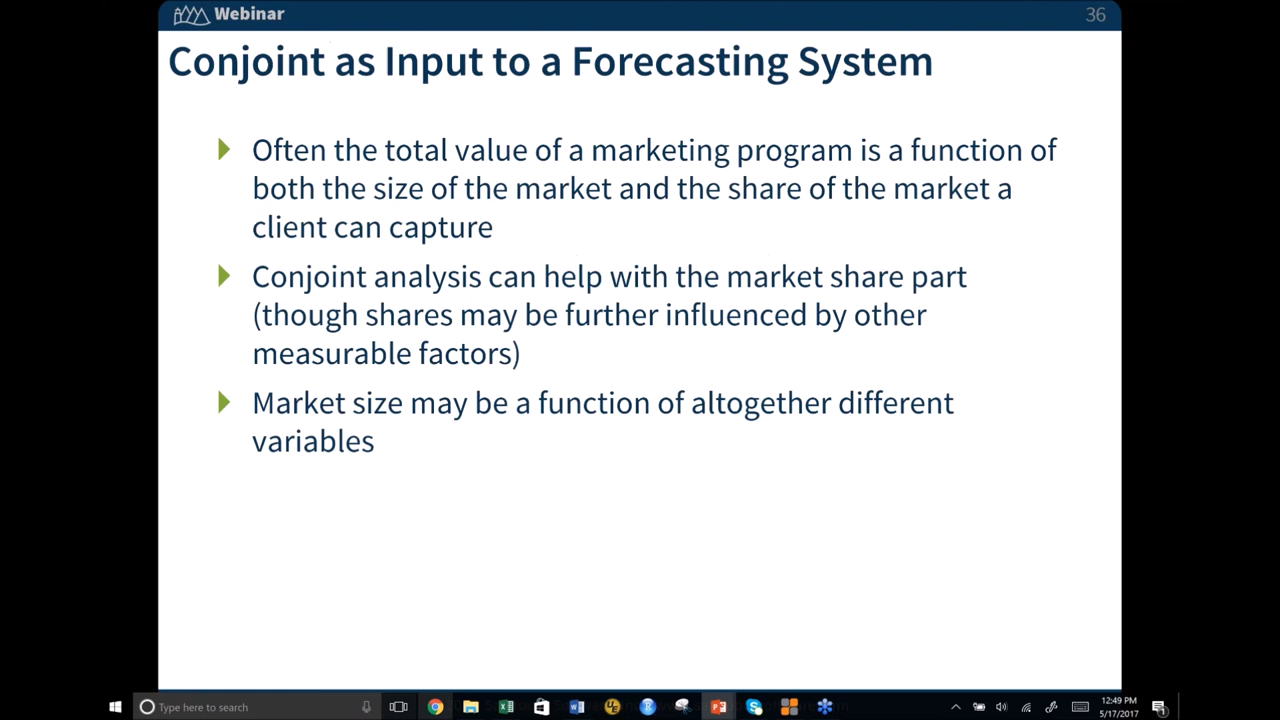 Webinar
36
Conjoint as Input to a Forecasting System
Often the total value of a marketing program is a function of
both the size of the market and the share of the market a
client can capture
Conjoint analysis can help with the market share part
(though shares may be further influenced by other
measurable factors)
Market size may be a function of altogether different
variables
Type here to search
12:49 PM
5/17/2017